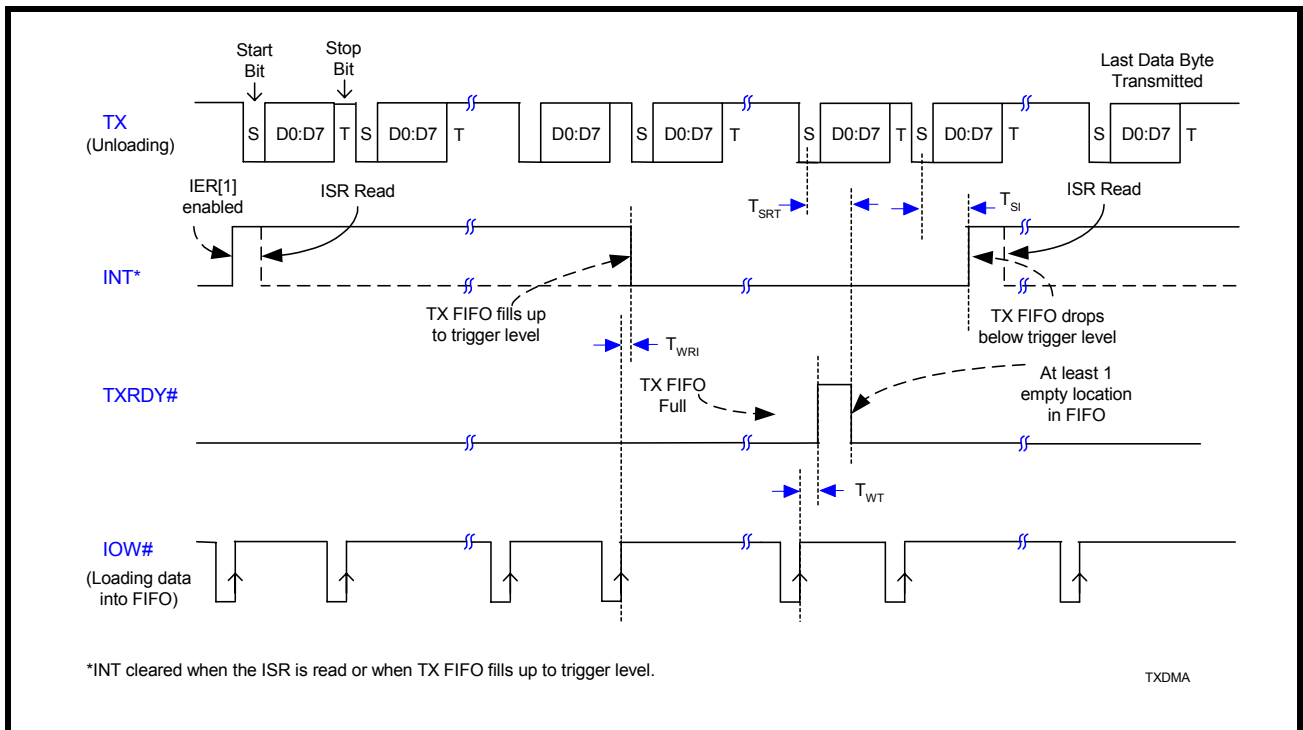 Start
Bit
Stop
Bit
Last Data Byte
Transmitted
TX
(Unloading)
S D0:D7 T S D0:D7 T D0:D7 S D0:D7 T S D0:D7 T S D0:D7 T S D0:D7 T
IER[1]
enabled
ISR Read
TSRT
TSI
ISR Read
INT*
TX FIFO fills up
to trigger level
TX FIFO drops
below trigger level
TWRI
TXRDY#
TX FIFO
Full
At least 1
empty location
in FIFO
TWT
IOW#
(Loading data
into FIFO)
*INT cleared when the ISR is read or when TX FIFO fills up to trigger level.
TXDMA